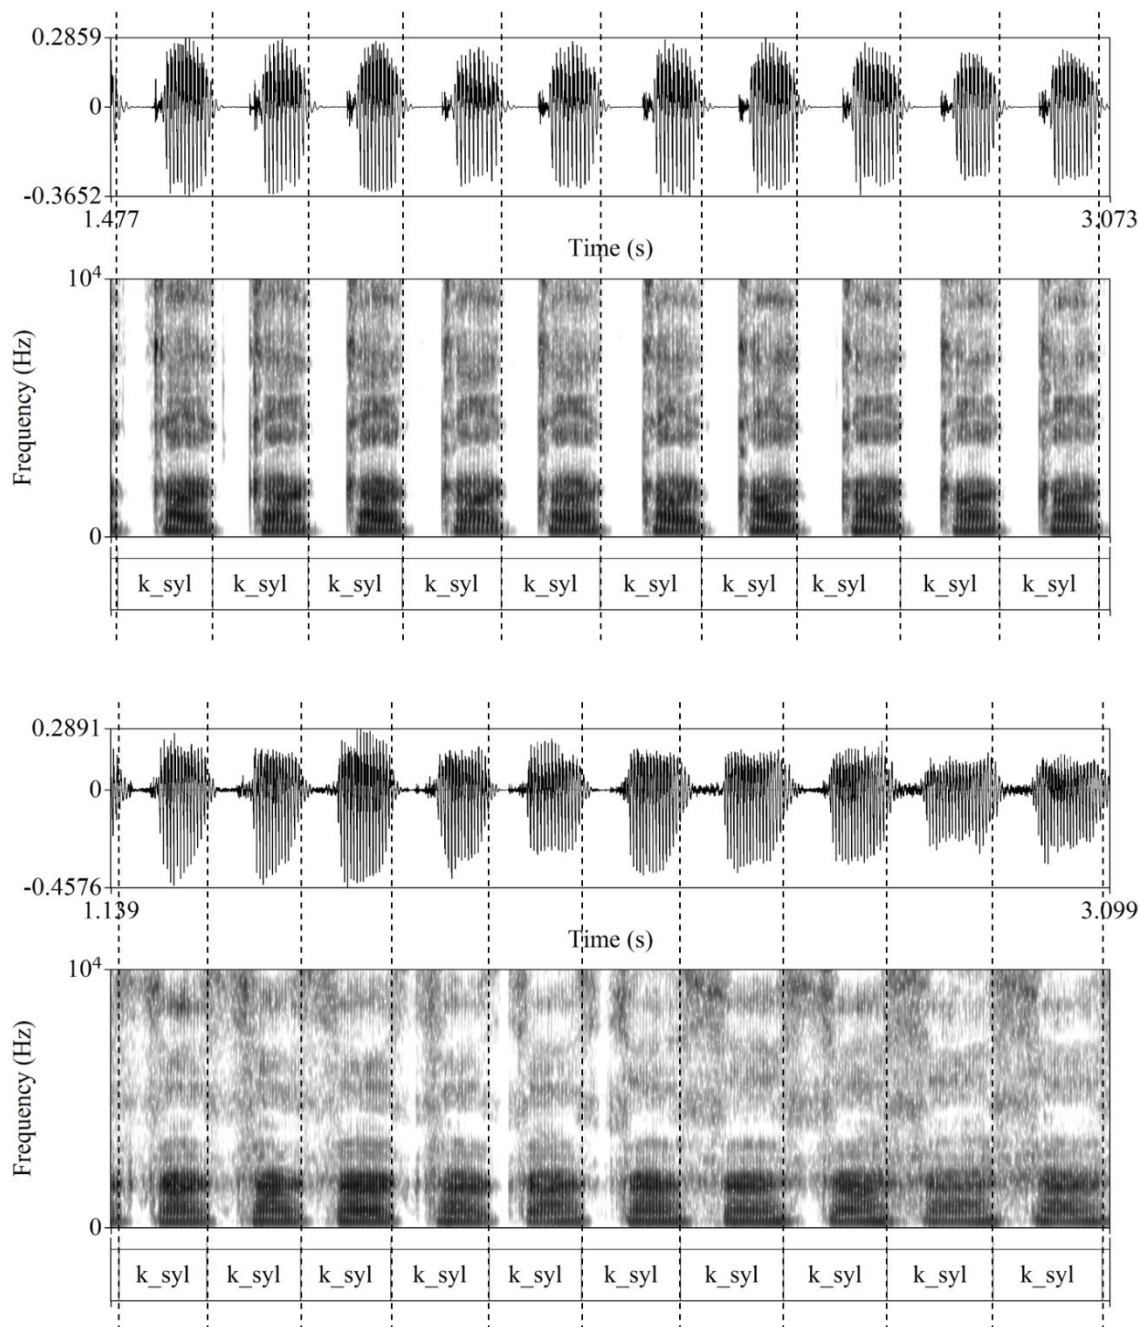 0.2859
0
-0.3652
1.477 3.073
Time (s)
10⁴
Frequency (Hz)
0
k_syl k_syl k_syl k_syl k_syl k_syl k_syl k_syl k_syl k_syl
0.2891
0
-0.4576
1.139 3.099
Time (s)
10⁴
Frequency (Hz)
0
k_syl k_syl k_syl k_syl k_syl k_syl k_syl k_syl k_syl k_syl